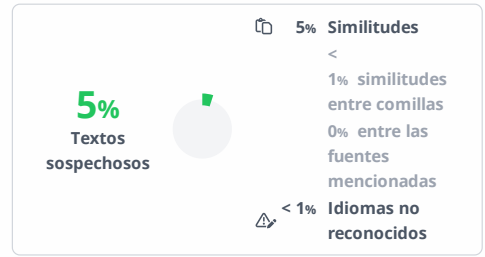 5%
Textos
sospechosos
5% Similitudes
<
1% similitudes
entre comillas
0% entre las
fuentes
mencionadas
< 1% Idiomas no
reconocidos